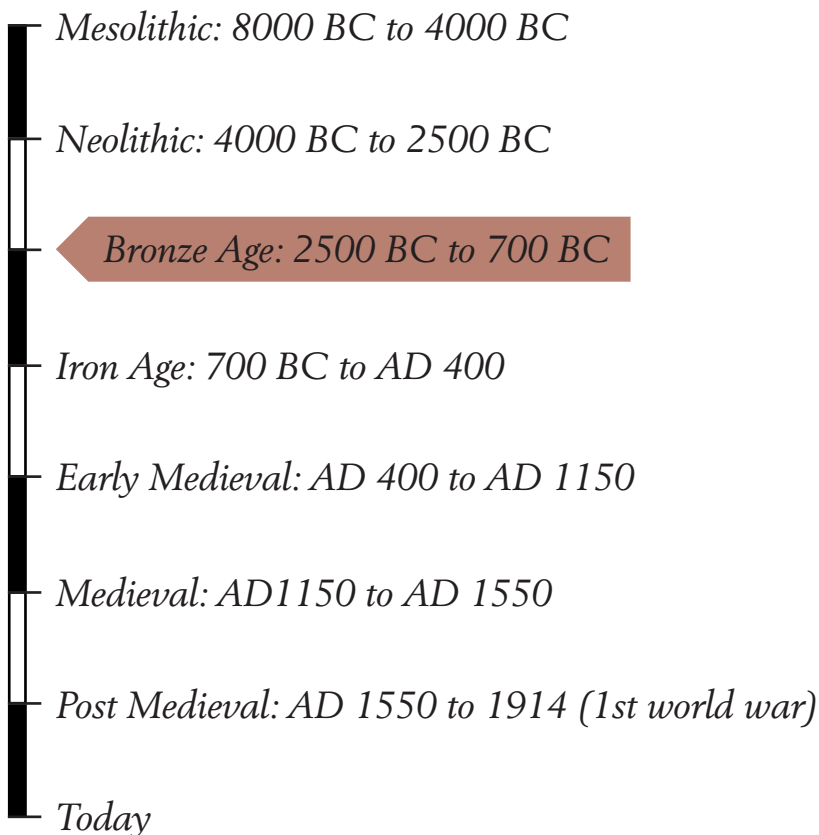 Mesolithic: 8000 BC to 4000 BC
Neolithic: 4000 BC to 2500 BC
Bronze Age: 2500 BC to 700 BC
Iron Age: 700 BC to AD 400
Early Medieval: AD 400 to AD 1150
Medieval: AD1150 to AD 1550
Post Medieval: AD 1550 to 1914 (1st world war)
Today